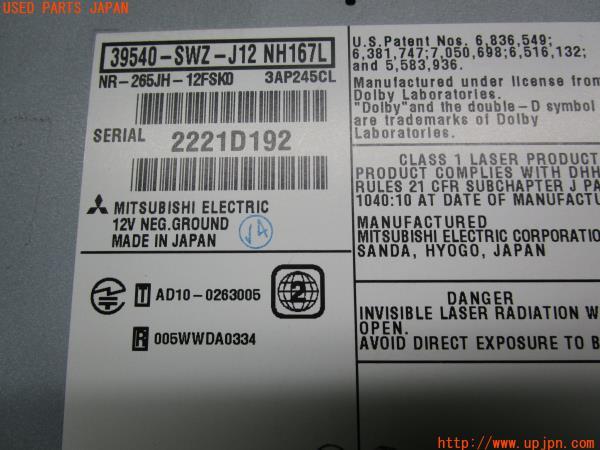 USED PARTS JAPAN
39540-SWZ-J12 NH167L
NR-265JH-12FSKD 3AP245CL
SERIAL 2221D192
MITSUBISHI ELECTRIC
12V NEG.GROUND
MADE IN JAPAN
T AD10-0263005
2
R 005WWDA0334
U.S.Patent Nos. 6,836,549;
6,381,747;7,050,698;6,516,132;
and 5,583,936.
Manufactured under license from
Dolby Laboratories.
"Dolby"and the double-D symbol
are trademarks of Dolby
Laboratories.
CLASS 1 LASER PRODUCT
PRODUCT COMPLIES WITH DHH
RULES 21 CFR SUBCHAPTER J PA
1040:10 AT DATE OF MANUFACTU
MANUFACTURED
MITSUBISHI ELECTRIC CORPORATION
SANDA, HYOGO, JAPAN
DANGER
INVISIBLE LASER RADIATION W
OPEN.
AVOID DIRECT EXPOSURE TO B
http://www.upjpn.com/